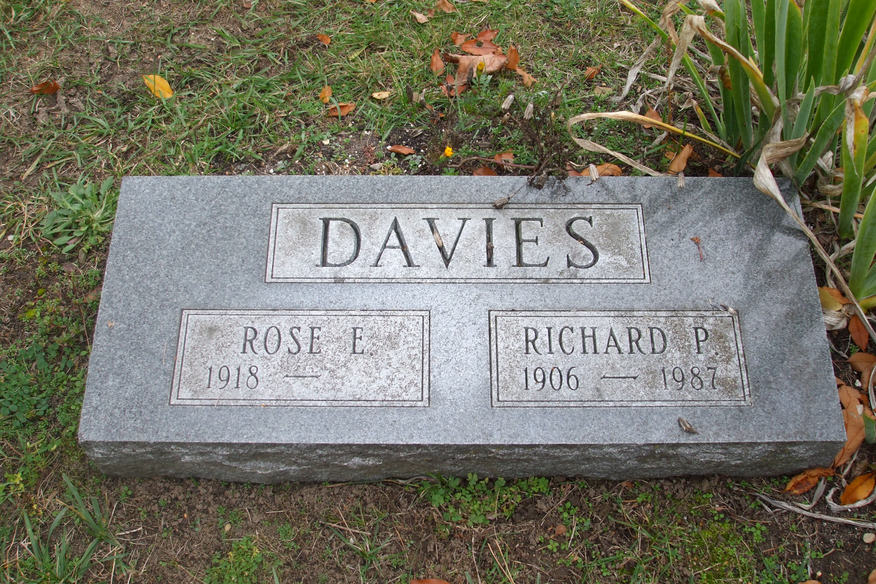 DAVIES
ROSE E.
1918 —
RICHARD P.
1906 — 1987